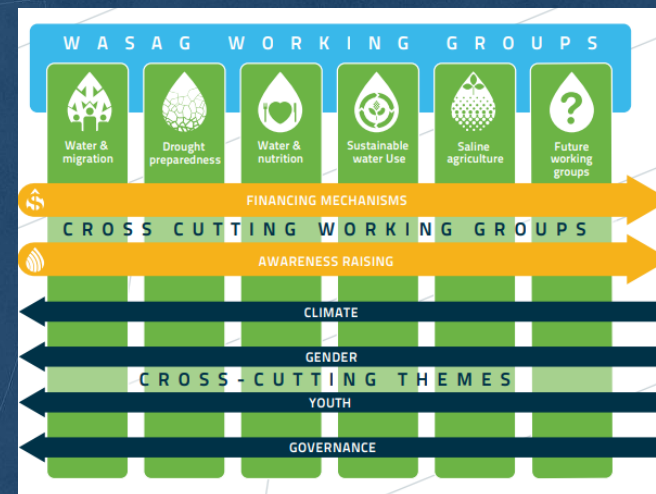 WASAG WORKING GROUPS
Water &
migration
Drought
preparedness
Water &
nutrition
Sustainable
water Use
Saline
agriculture
Future
working
groups
FINANCING MECHANISMS
CROSS CUTTING WORKING GROUPS
AWARENESS RAISING
CLIMATE
GENDER
CROSS-CUTTING THEMES
YOUTH
GOVERNANCE